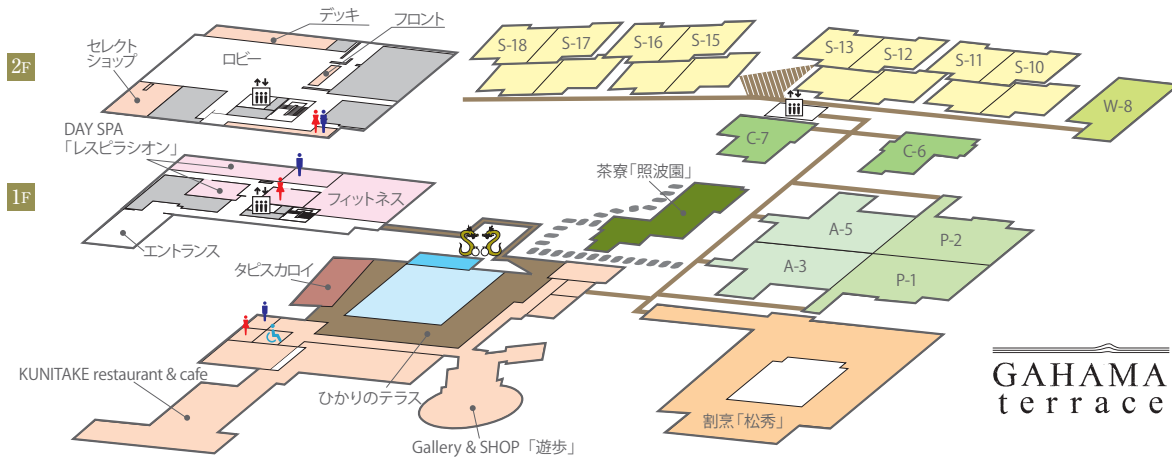 2F
デッキ
フロント
セレクト
ショップ
ロビー
S-18
S-17
S-16
S-15
S-13
S-12
S-11
S-10
W-8
C-7
C-6
DAY SPA
「レスピラシオン」
1F
フィットネス
エントランス
茶寮「照波園」
A-5
P-2
A-3
P-1
タピスカロイ
KUNITAKE restaurant & cafe
ひかりのテラス
Gallery & SHOP「遊歩」
割烹「松秀」
GAHAMA
terrace